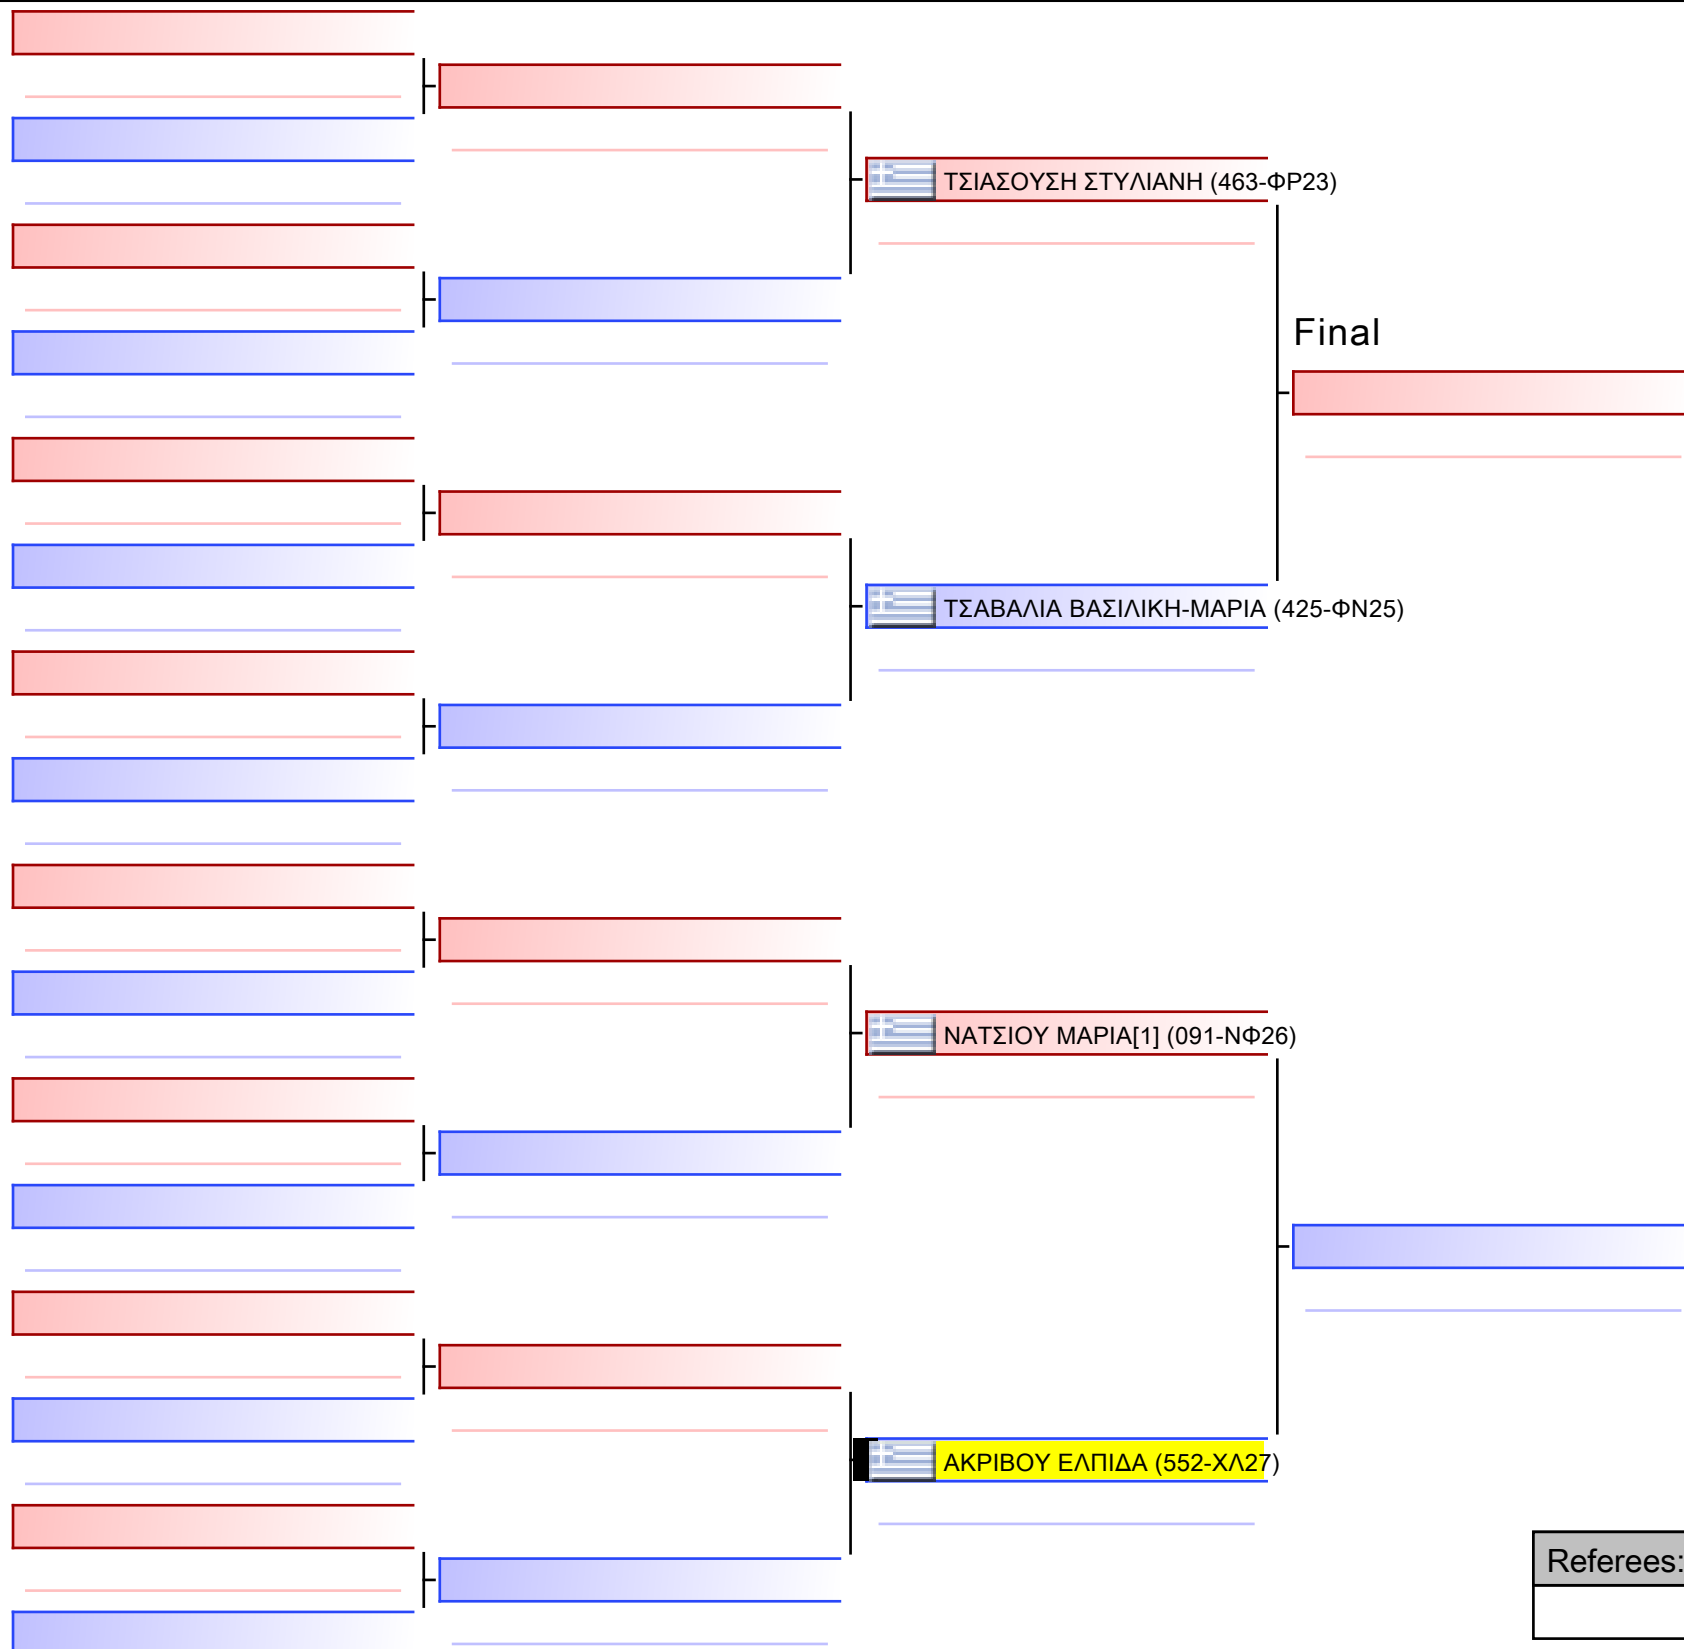 ΤΣΙΑΣΟΥΣΗ ΣΤΥΛΙΑΝΗ (463-ΦΡ23)
Final
ΤΣΑΒΑΛΙΑ ΒΑΣΙΛΙΚΗ-ΜΑΡΙΑ (425-ΦΝ25)
ΝΑΤΣΙΟΥ ΜΑΡΙΑ[1] (091-ΝΦ26)
ΑΚΡΙΒΟΥ ΕΛΠΙΔΑ (552-ΧΛ27)
Referees: